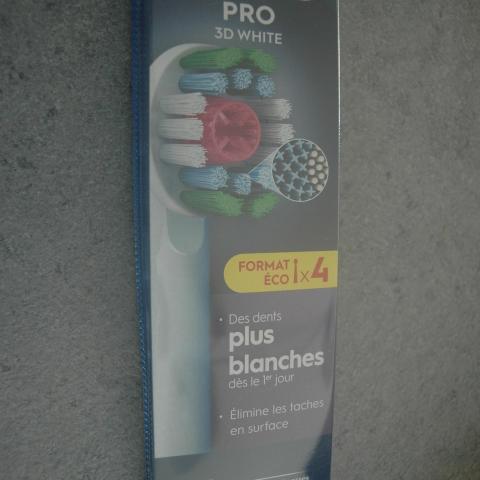 PRO
3D WHITE
FORMAT
ÉCO x4
• Des dents
plus
blanches
dès le 1er jour
• Élimine les taches
en surface